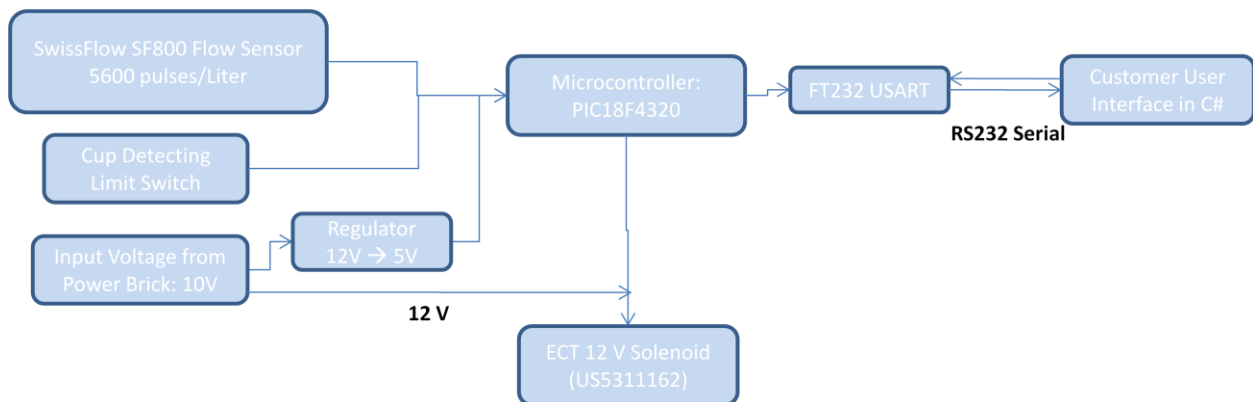 SwissFlow SF800 Flow Sensor
5600 pulses/Liter
Microcontroller:
PIC18F4320
FT232 USART
Customer User
Interface in C#
RS232 Serial
Cup Detecting
Limit Switch
Regulator
12V → 5V
Input Voltage from
Power Brick: 10V
12 V
ECT 12 V Solenoid
(US5311162)